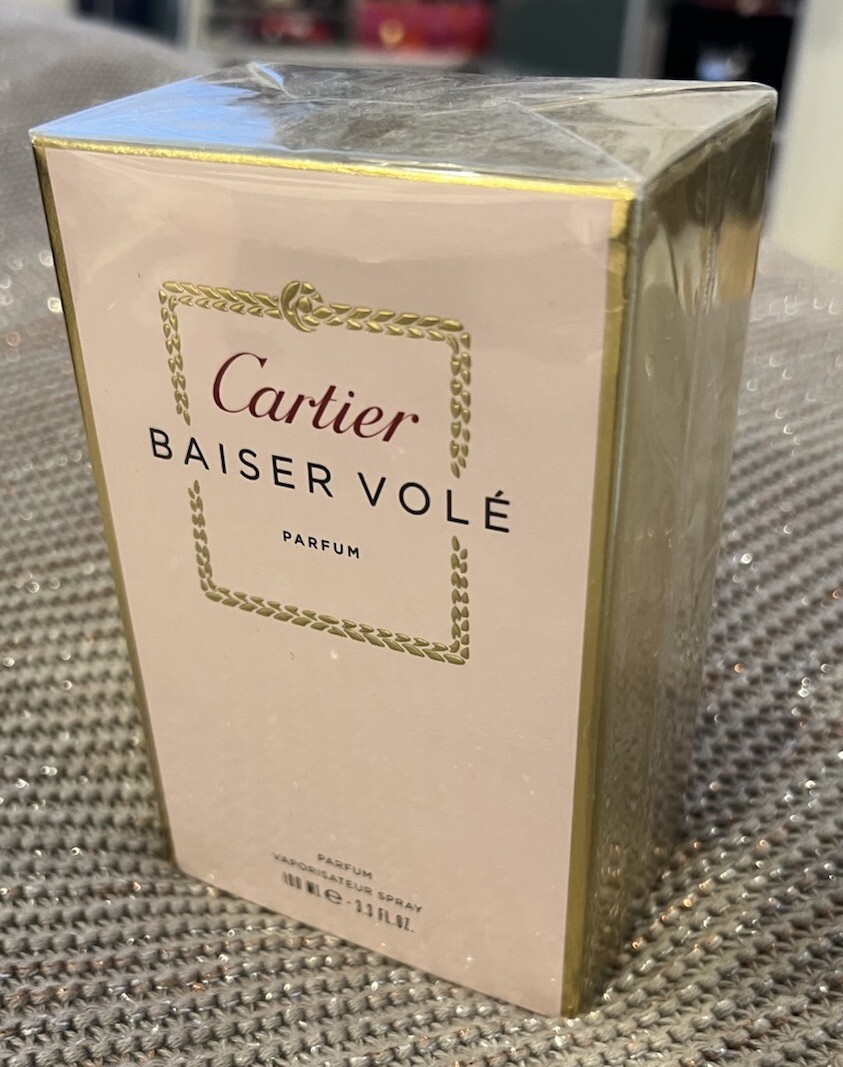 Cartier
BAISER VOLÉ
PARFUM
PARFUM
VAPORISATEUR SPRAY
100 ML ℮ - 3.3 FL.OZ.